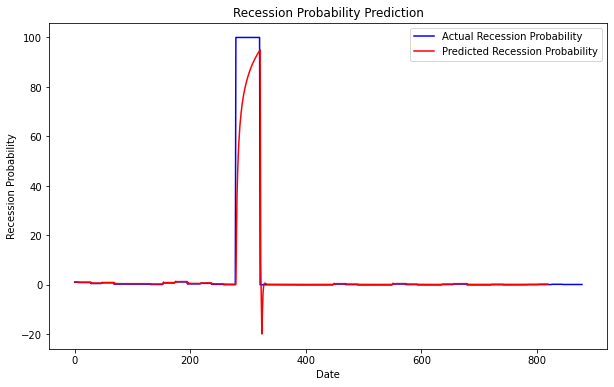 Recession Probability Prediction
Actual Recession Probability
Predicted Recession Probability
Recession Probability
100
80
60
40
20
0
−20
0 200 400 600 800
Date